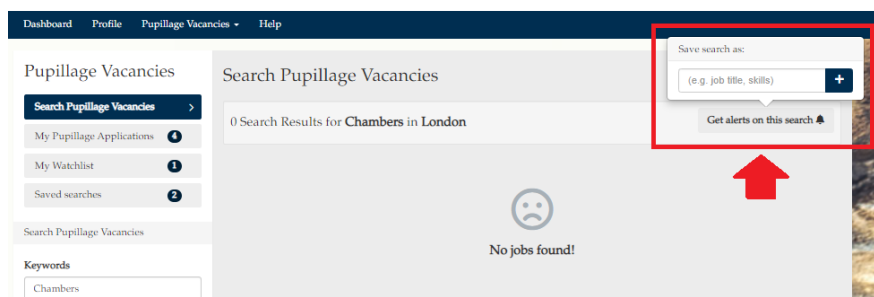 Dashboard Profile Pupillage Vacancies Help
Save search as:
(e.g. job title, skills) +
Pupillage Vacancies
Search Pupillage Vacancies
Search Pupillage Vacancies >
My Pupillage Applications 4
My Watchlist 1
Saved searches 2
0 Search Results for Chambers in London
Get alerts on this search
No jobs found!
Search Pupillage Vacancies
Keywords
Chambers